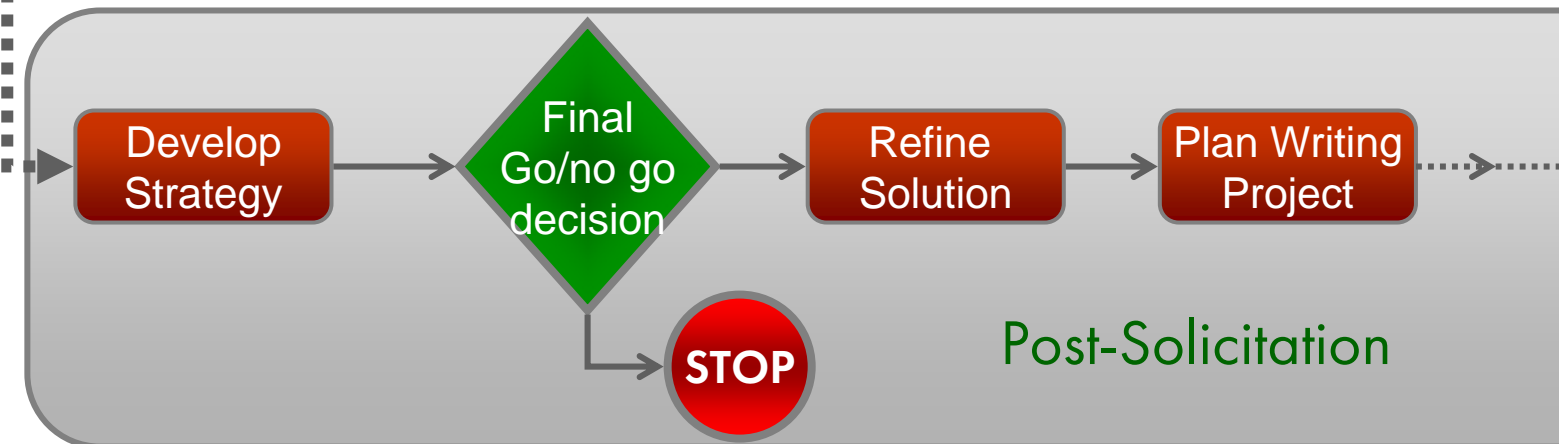 Develop
Strategy
Final
Go/no go
decision
Refine
Solution
Plan Writing
Project
STOP
Post-Solicitation